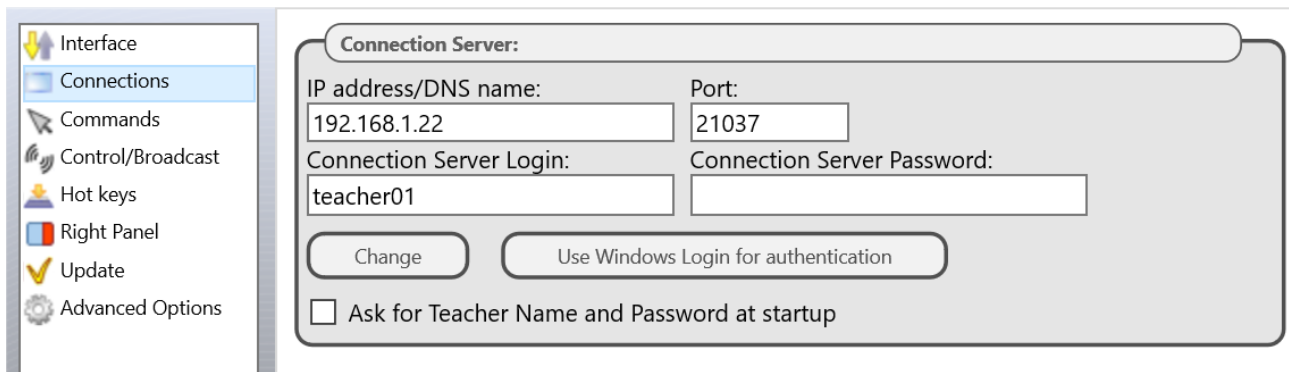 Interface
Connections
Commands
Control/Broadcast
Hot keys
Right Panel
Update
Advanced Options
Connection Server:
IP address/DNS name: Port:
192.168.1.22 21037
Connection Server Login: Connection Server Password:
teacher01
Change Use Windows Login for authentication
Ask for Teacher Name and Password at startup